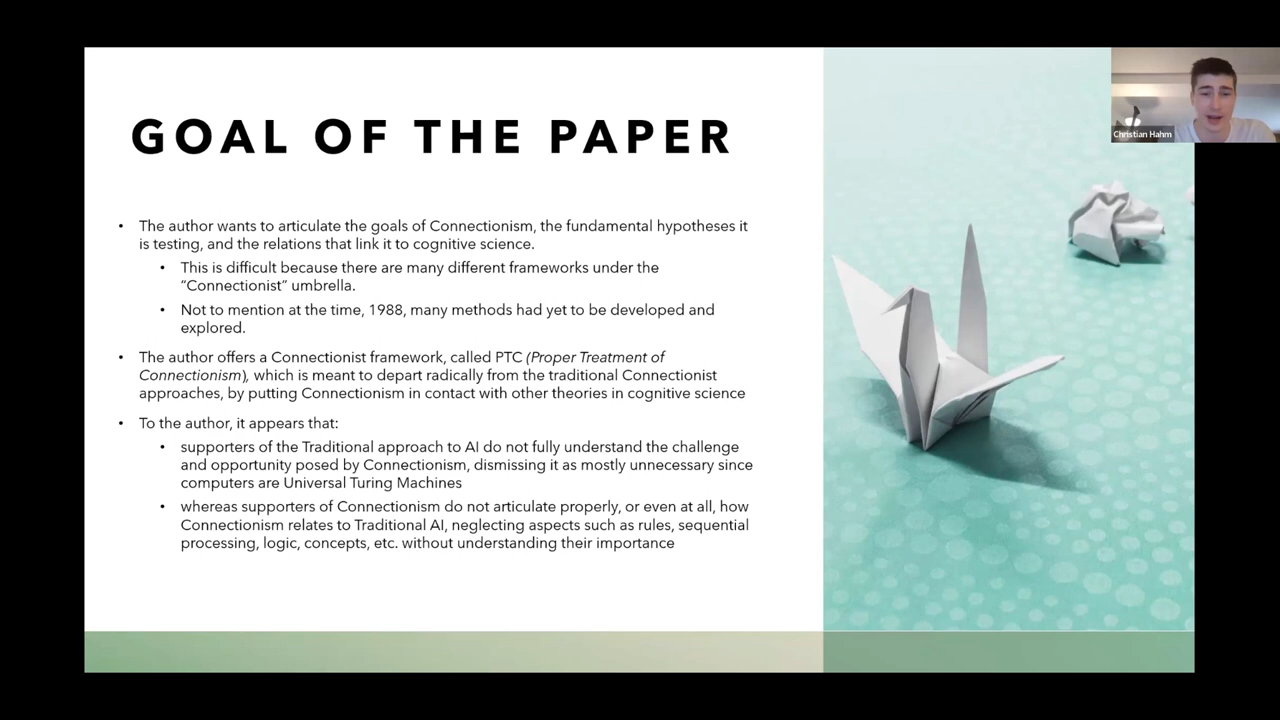 GOAL OF THE PAPER
Christian Hahm
• The author wants to articulate the goals of Connectionism, the fundamental hypotheses it
is testing, and the relations that link it to cognitive science.
• This is difficult because there are many different frameworks under the
“Connectionist” umbrella.
• Not to mention at the time, 1988, many methods had yet to be developed and
explored.
• The author offers a Connectionist framework, called PTC (Proper Treatment of
Connectionism), which is meant to depart radically from the traditional Connectionist
approaches, by putting Connectionism in contact with other theories in cognitive science
• To the author, it appears that:
• supporters of the Traditional approach to AI do not fully understand the challenge
and opportunity posed by Connectionism, dismissing it as mostly unnecessary since
computers are Universal Turing Machines
• whereas supporters of Connectionism do not articulate properly, or even at all, how
Connectionism relates to Traditional AI, neglecting aspects such as rules, sequential
processing, logic, concepts, etc. without understanding their importance